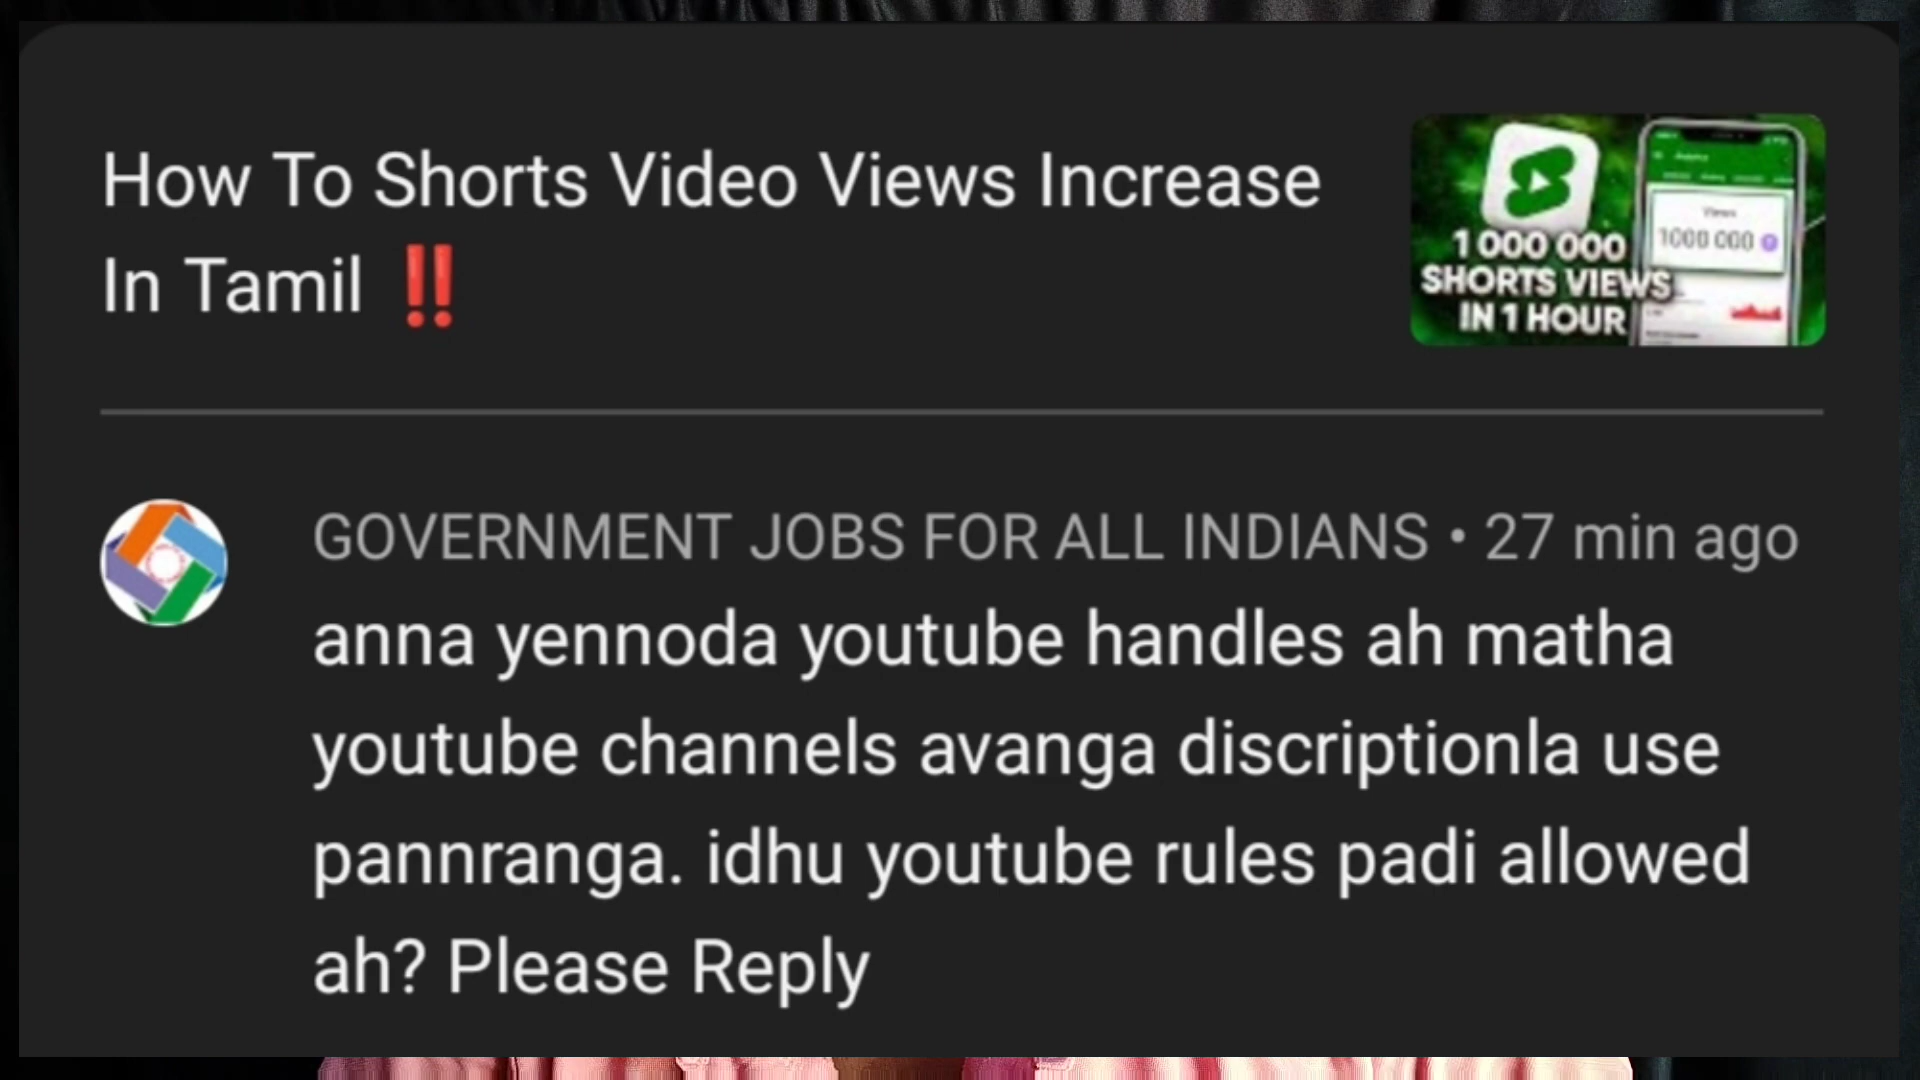 How To Shorts Video Views Increase
In Tamil ‼️
1 000 000
SHORTS VIEWS
IN 1 HOUR
Views
1000 000
GOVERNMENT JOBS FOR ALL INDIANS • 27 min ago
anna yennoda youtube handles ah matha
youtube channels avanga discriptionla use
pannranga. idhu youtube rules padi allowed
ah? Please Reply